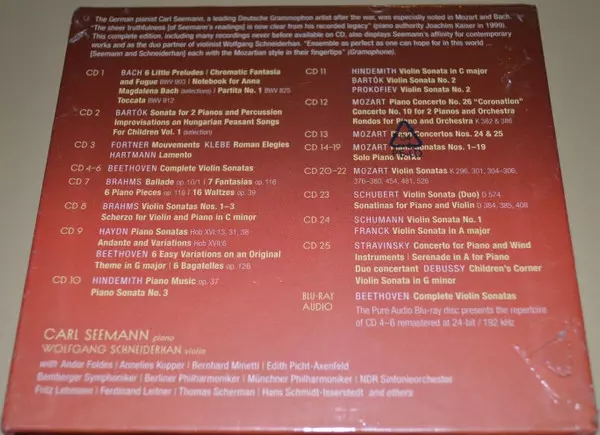 The German pianist Carl Seemann, a leading Deutsche Grammophon artist after the war, was especially noted in Mozart and Bach.
"The sheer truthfulness [of Seemann's readings] is now clear from his recorded legacy" (piano authority Joachim Kaiser in 1999).
This complete edition, including many recordings never before available on CD, also displays Seemann's affinity for contemporary
works and as the duo partner of violinist Wolfgang Schneiderhan. "Ensemble as perfect as one can hope for in this world ...
[Seemann and Schneiderhan] each with the Mozartian style in their fingertips" (Gramophone).
CD 1 BACH 6 Little Preludes | Chromatic Fantasia
and Fugue BWV 903 | Notebook for Anna
Magdalena Bach (selections) | Partita No. 1 BWV 825
Toccata BWV 912
CD 2 BARTÓK Sonata for 2 Pianos and Percussion
Improvisations on Hungarian Peasant Songs
For Children Vol. 1 (selection)
CD 3 FORTNER Movements KLEBE Roman Elegies
HARTMANN Lamento
CD 4–6 BEETHOVEN Complete Violin Sonatas
CD 7 BRAHMS Ballade op. 10/1 | 7 Fantasias op. 116
6 Piano Pieces op. 118 | 16 Waltzes op. 39
CD 8 BRAHMS Violin Sonatas Nos. 1–3
Scherzo for Violin and Piano in C minor
CD 9 HAYDN Piano Sonatas Hob XVI:13, 31, 38
Andante and Variations Hob XVII:6
BEETHOVEN 6 Easy Variations on an Original
Theme in G major | 6 Bagatelles op. 126
CD 10 HINDEMITH Piano Music op. 37
Piano Sonata No. 3
CD 11 HINDEMITH Violin Sonata in C major
BARTÓK Violin Sonata No. 2
PROKOFIEV Violin Sonata No. 2
CD 12 MOZART Piano Concerto No. 26 "Coronation"
Concerto No. 10 for 2 Pianos and Orchestra
Rondos for Piano and Orchestra K 382 & 386
CD 13 MOZART Piano Concertos Nos. 24 & 25
CD 14–19 MOZART Piano Sonatas Nos. 1–19
Solo Piano Works
CD 20–22 MOZART Violin Sonatas K 296, 301, 304–306,
376–380, 454, 481, 526
CD 23 SCHUBERT Violin Sonata (Duo) D 574
Sonatinas for Piano and Violin D 384, 385, 408
CD 24 SCHUMANN Violin Sonata No. 1
FRANCK Violin Sonata in A major
CD 25 STRAVINSKY Concerto for Piano and Wind
Instruments | Serenade in A for Piano
Duo concertant DEBUSSY Children's Corner
Violin Sonata in G minor
BLU-RAY AUDIO BEETHOVEN Complete Violin Sonatas
The Pure Audio Blu-ray disc presents the repertoire
of CD 4–6 remastered at 24-bit / 192 kHz
CARL SEEMANN piano
WOLFGANG SCHNEIDERHAN violin
with Andor Foldes | Annelies Kupper | Bernhard Minetti | Edith Picht-Axenfeld
Bamberger Symphoniker | Berliner Philharmoniker | Münchner Philharmoniker | NDR Sinfonieorchester
Fritz Lehmann | Ferdinand Leitner | Thomas Scherman | Hans Schmidt-Isserstedt and others